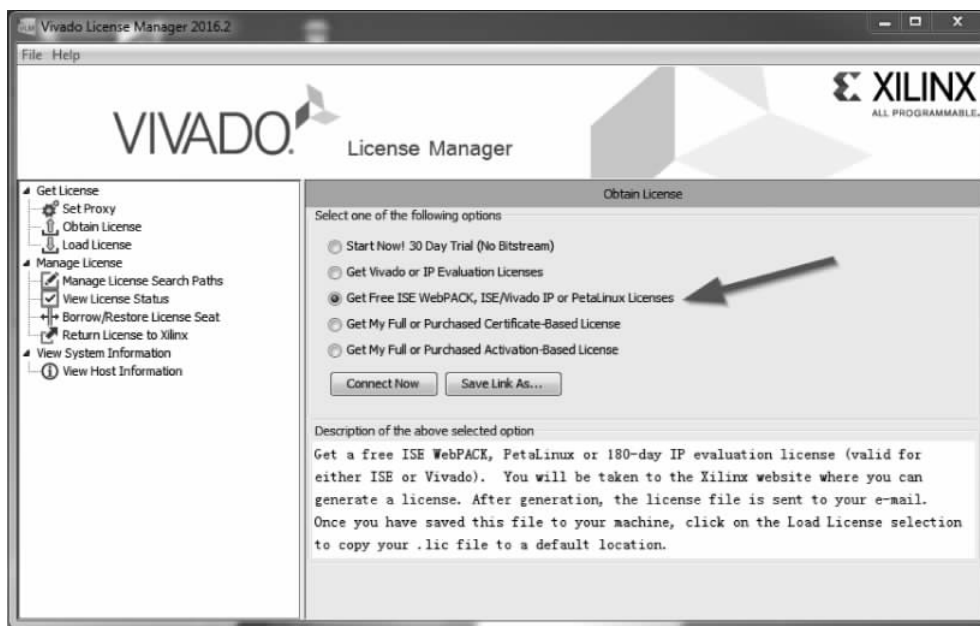 Vivado License Manager 2016.2
File Help
VIVADO.
License Manager
XILINX
ALL PROGRAMMABLE.
Get License
Set Proxy
Obtain License
Load License
Manage License
Manage License Search Paths
View License Status
Borrow/Restore License Seat
Return License to Xilinx
View System Information
View Host Information
Obtain License
Select one of the following options
Start Now! 30 Day Trial (No Bitstream)
Get Vivado or IP Evaluation Licenses
Get Free ISE WebPACK, ISE/Vivado IP or PetaLinux Licenses
Get My Full or Purchased Certificate-Based License
Get My Full or Purchased Activation-Based License
Connect Now Save Link As...
Description of the above selected option
Get a free ISE WebPACK, PetaLinux or 180-day IP evaluation license (valid for
either ISE or Vivado). You will be taken to the Xilinx website where you can
generate a license. After generation, the license file is sent to your e-mail.
Once you have saved this file to your machine, click on the Load License selection
to copy your .lic file to a default location.